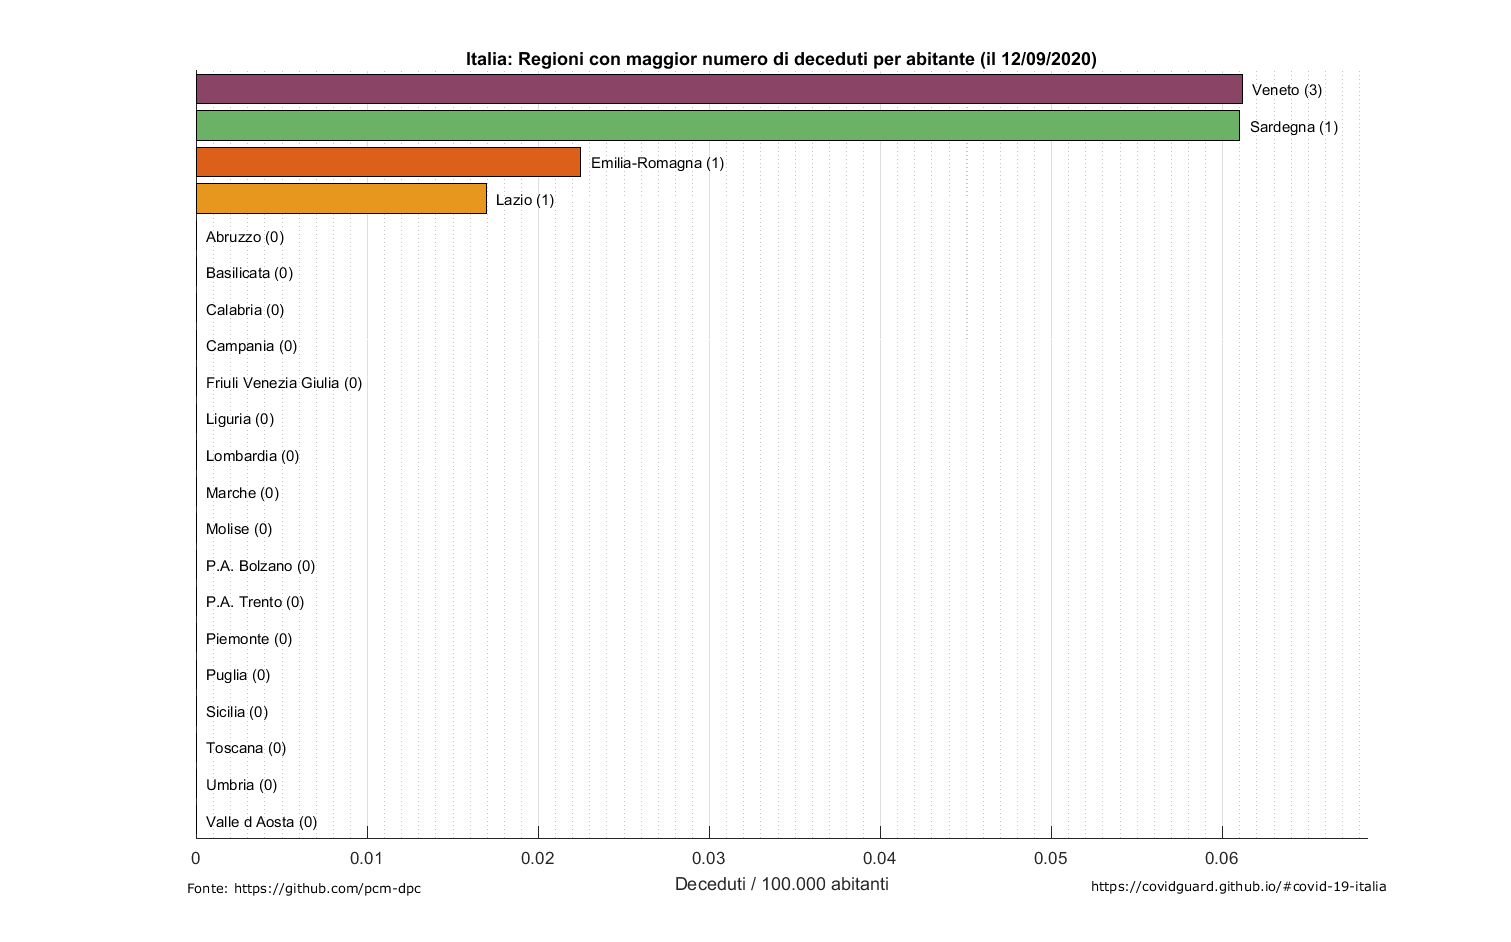 Italia: Regioni con maggior numero di deceduti per abitante (il 12/09/2020)
Veneto (3)
Sardegna (1)
Emilia-Romagna (1)
Lazio (1)
Abruzzo (0)
Basilicata (0)
Calabria (0)
Campania (0)
Friuli Venezia Giulia (0)
Liguria (0)
Lombardia (0)
Marche (0)
Molise (0)
P.A. Bolzano (0)
P.A. Trento (0)
Piemonte (0)
Puglia (0)
Sicilia (0)
Toscana (0)
Umbria (0)
Valle d Aosta (0)
0 0.01 0.02 0.03 0.04 0.05 0.06
Deceduti / 100.000 abitanti
Fonte: https://github.com/pcm-dpc
https://covidguard.github.io/#covid-19-italia